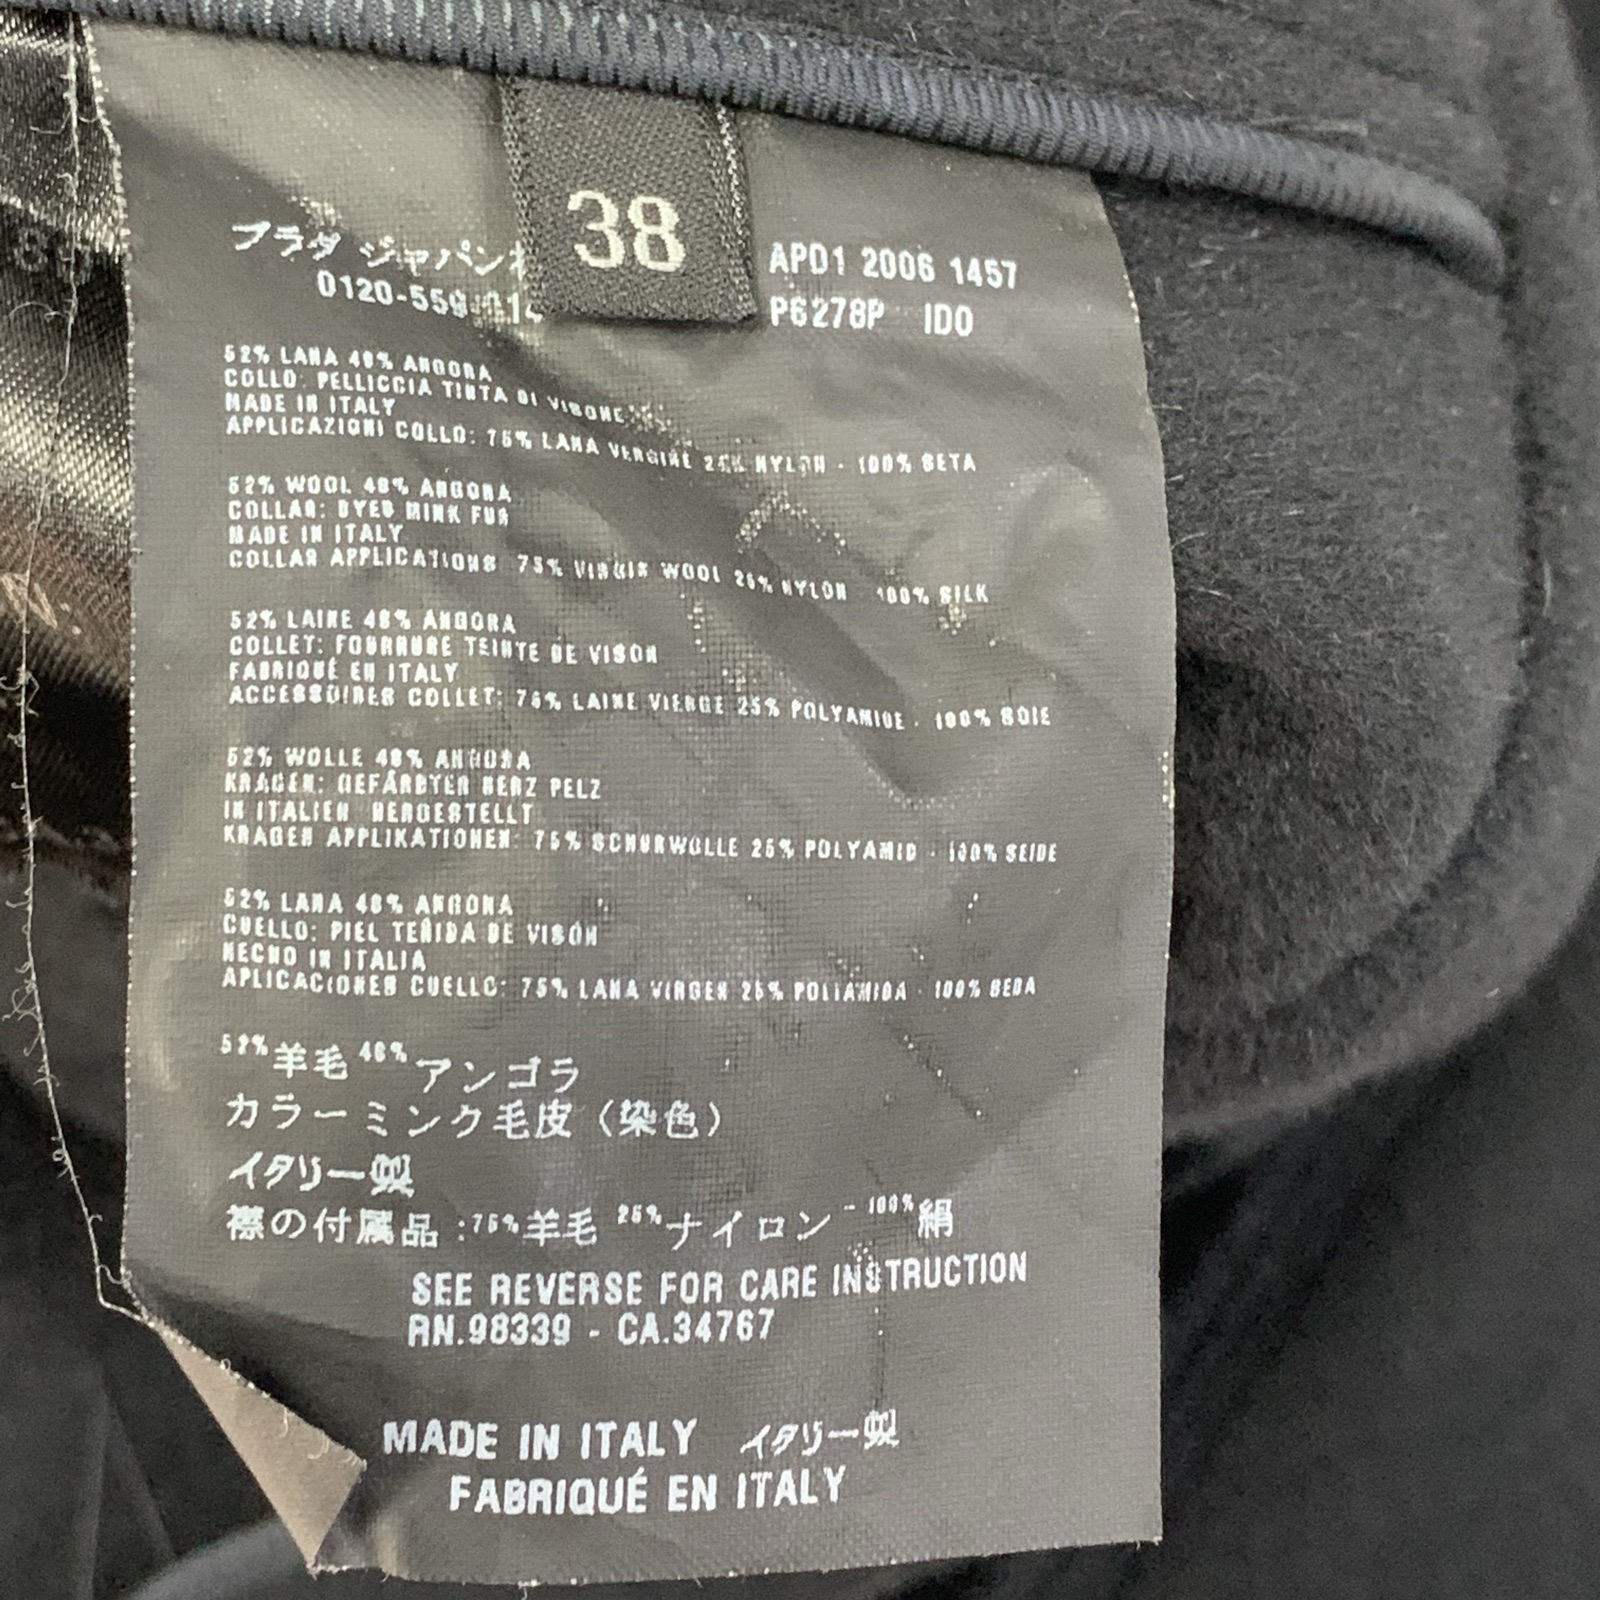 38
プラダ ジャパン
0120-559
APD1 2006 1457
P6278P IDO
52% LANA 48% ANGORA
COLLO: PELLICCIA TINTA DI VISONE
MADE IN ITALY
APPLICAZIONI COLLO: 75% LANA VERGINE 25% NYLON - 100% SETA
52% WOOL 48% ANGORA
COLLAR: DYED MINK FUR
MADE IN ITALY
COLLAR APPLICATIONS 75% VIRGIN WOOL 25% NYLON 100% SILK
52% LAINE 48% ANGORA
COLLET: FOURRURE TEINTE DE VISON
FABRIQUÉ EN ITALY
ACCESSOIRES COLLET: 75% LAINE VIERGE 25% POLYAMIDE - 100% SOIE
52% WOLLE 48% ANGORA
KRAGEN: GEFÄRBTER NERZ PELZ
IN ITALIEN HERGESTELLT
KRAGEN APPLIKATIONEN: 75% SCHURWOLLE 25% POLYAMID - 100% SEIDE
52% LANA 48% ANGORA
CUELLO: PIEL TEÑIDA DE VISÓN
HECHO IN ITALIA
APLICACIONES CUELLO: 75% LANA VIRGEN 25% POLIAMIDA - 100% SEDA
52%羊毛 48%アンゴラ
カラーミンク毛皮（染色）
イタリー製
襟の付属品:75%羊毛 25%ナイロン-100%絹
SEE REVERSE FOR CARE INSTRUCTION
RN.98339 - CA.34767
MADE IN ITALY イタリー製
FABRIQUÉ EN ITALY